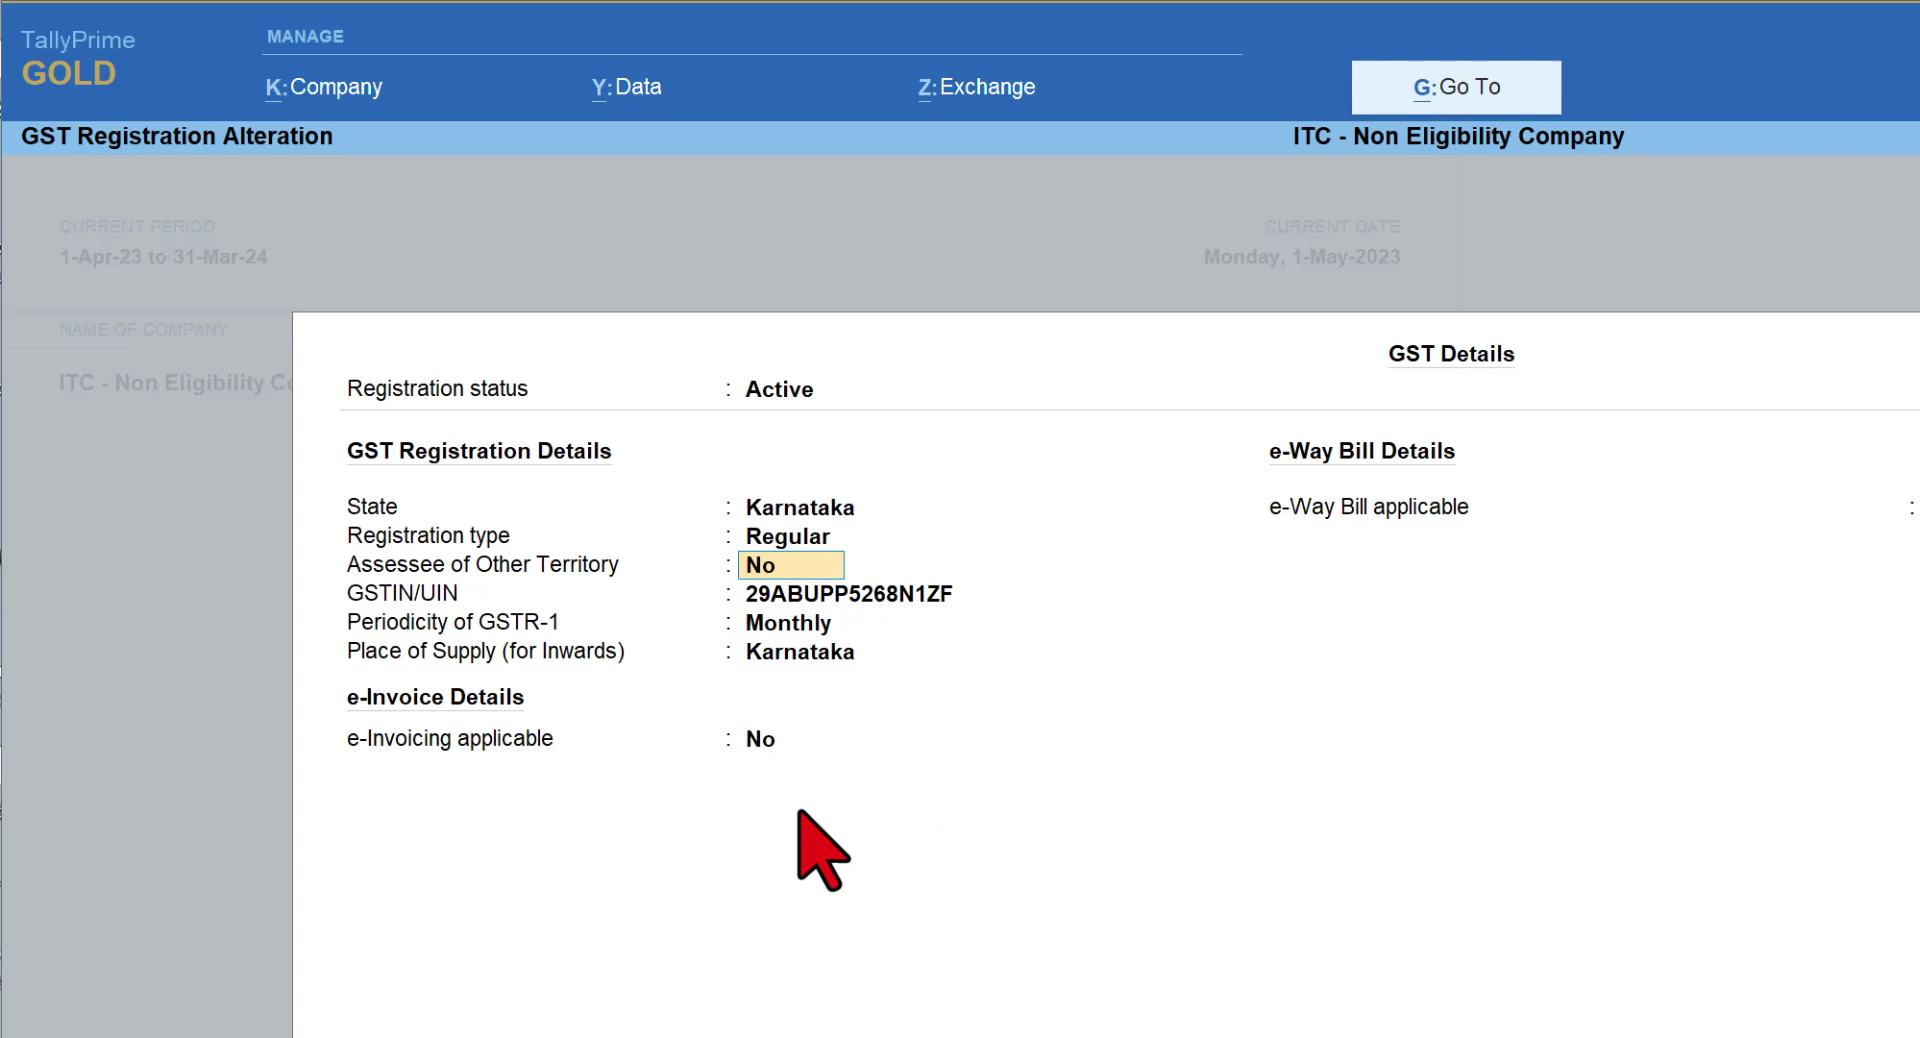 TallyPrime
GOLD
MANAGE
K:Company
Y:Data
Z:Exchange
G:Go To
GST Registration Alteration
ITC - Non Eligibility Company
CURRENT PERIOD
1-Apr-23 to 31-Mar-24
CURRENT DATE
Monday, 1-May-2023
NAME OF COMPANY
ITC - Non Eligibility
GST Details
Registration status : Active
GST Registration Details
State : Karnataka
Registration type : Regular
Assessee of Other Territory : No
GSTIN/UIN : 29ABUPP5268N1ZF
Periodicity of GSTR-1 : Monthly
Place of Supply (for Inwards) : Karnataka
e-Invoice Details
e-Invoicing applicable : No
e-Way Bill Details
e-Way Bill applicable :